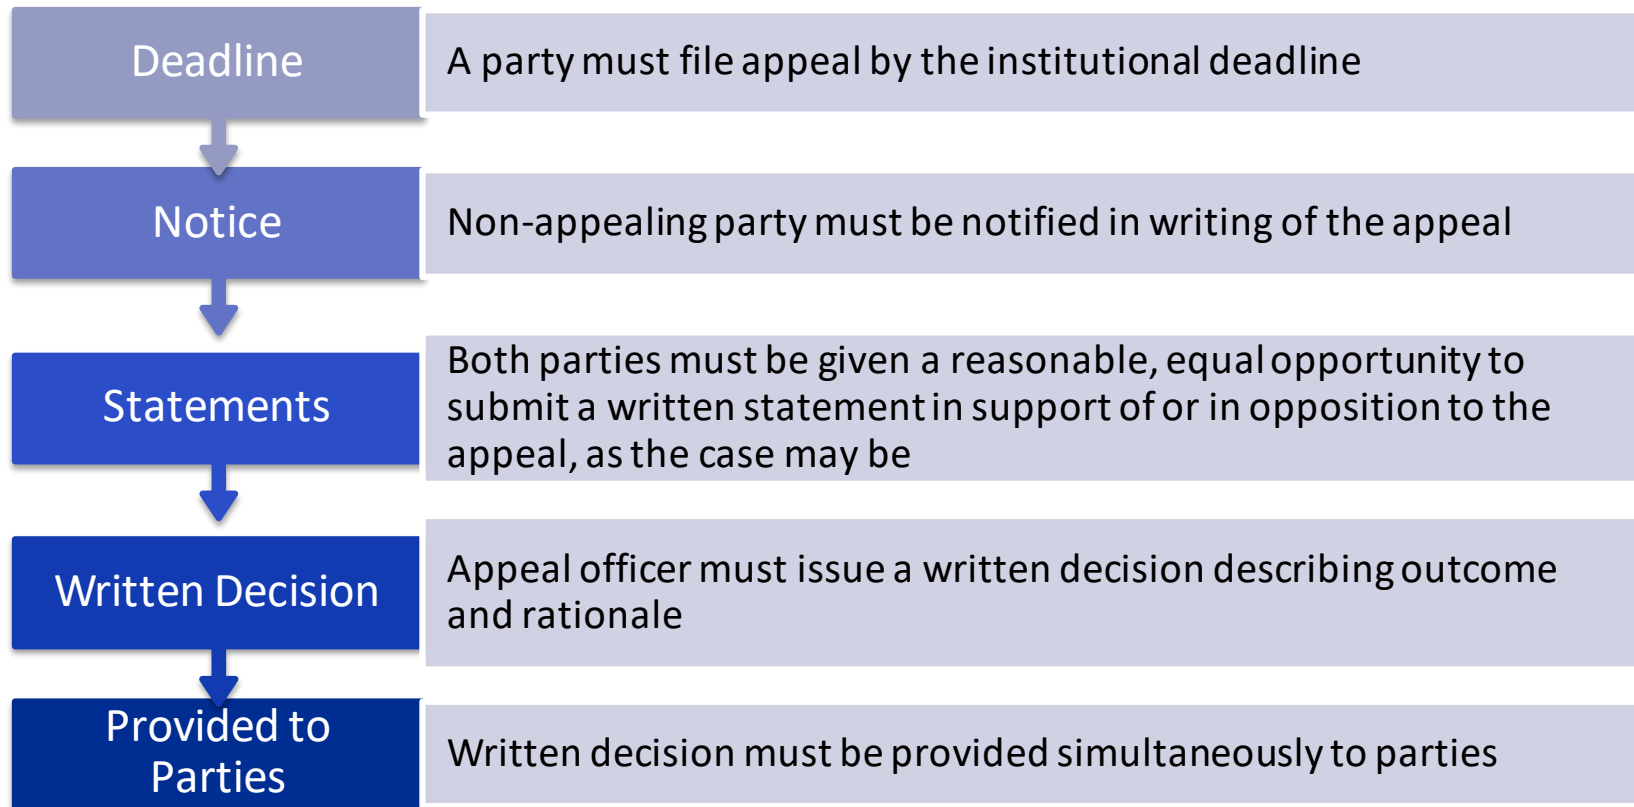 Deadline
A party must file appeal by the institutional deadline
Notice
Non-appealing party must be notified in writing of the appeal
Statements
Both parties must be given a reasonable, equal opportunity to
submit a written statement in support of or in opposition to the
appeal, as the case may be
Written Decision
Appeal officer must issue a written decision describing outcome
and rationale
Provided to
Parties
Written decision must be provided simultaneously to parties